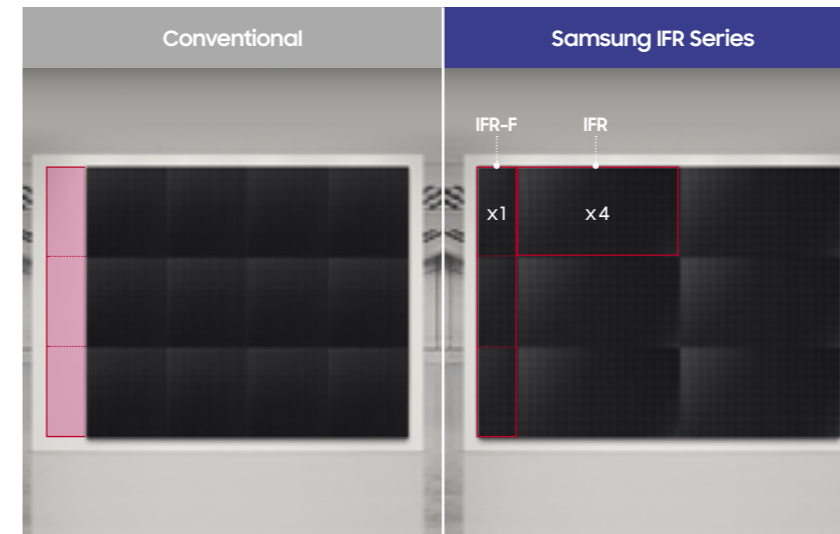 Conventional
Samsung IFR Series
IFR-F
IFR
x1
x4